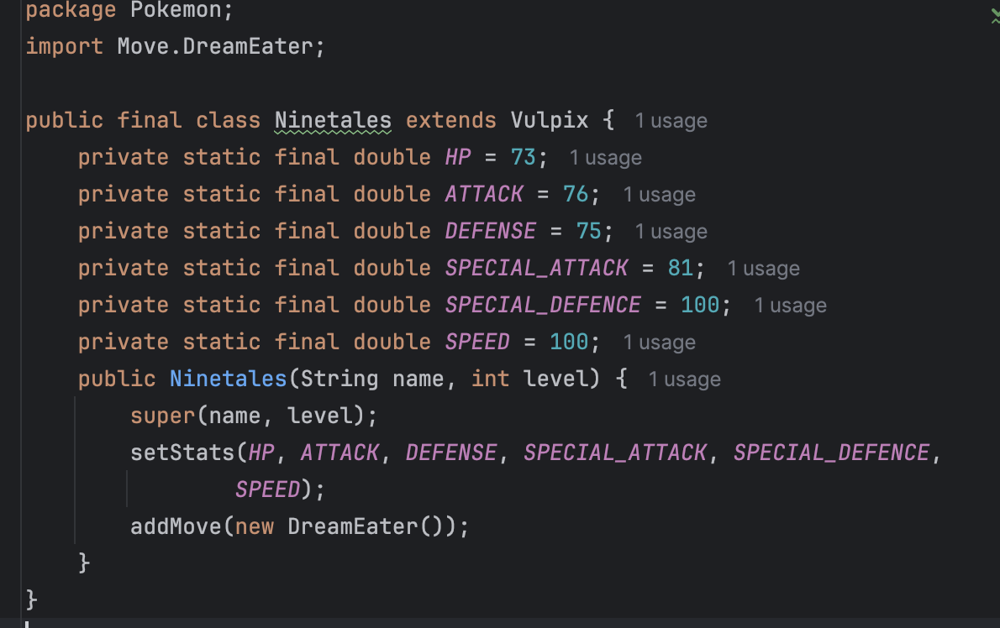 package Pokemon;
import Move.DreamEater;
public final class Ninetales extends Vulpix { 1 usage
private static final double HP = 73; 1 usage
private static final double ATTACK = 76; 1 usage
private static final double DEFENSE = 75; 1 usage
private static final double SPECIAL_ATTACK = 81; 1 usage
private static final double SPECIAL_DEFENCE = 100; 1 usage
private static final double SPEED = 100; 1 usage
public Ninetales(String name, int level) { 1 usage
super(name, level);
setStats(HP, ATTACK, DEFENSE, SPECIAL_ATTACK, SPECIAL_DEFENCE,
SPEED);
addMove(new DreamEater());
}
}